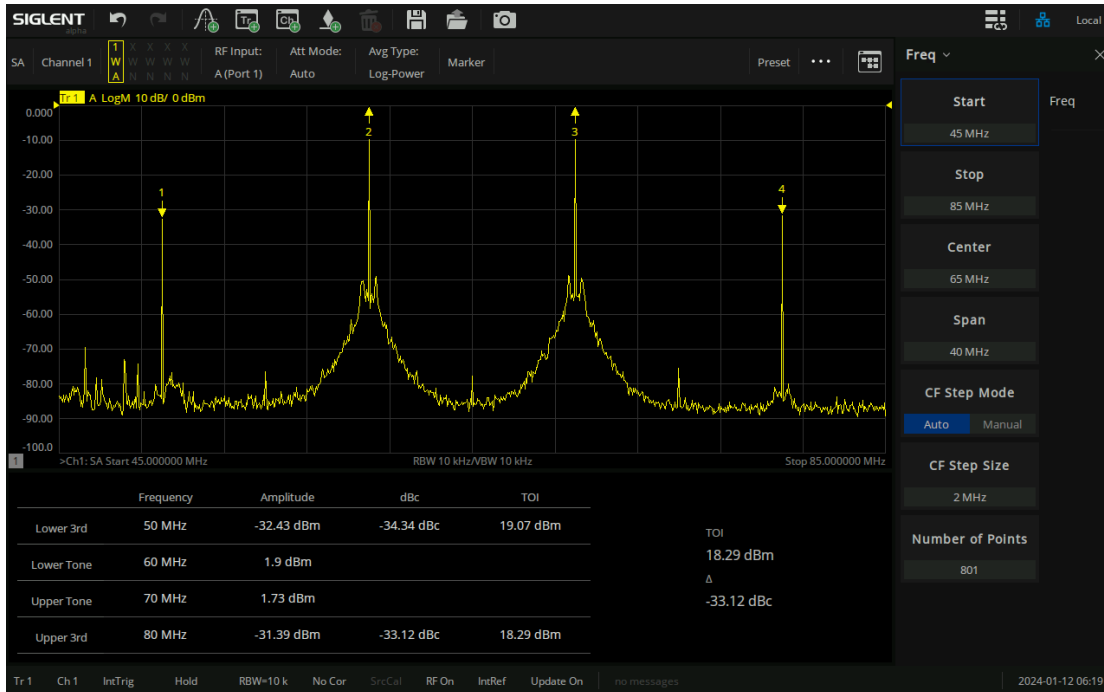 SIGLENT
alpha
Tr
Ch
Local
SA Channel 1
1 X X X X
W W W W W
A N N N N
RF Input:
A (Port 1)
Att Mode:
Auto
Avg Type:
Log-Power
Marker
Preset
Freq
Start
45 MHz
Freq
Stop
85 MHz
Center
65 MHz
Span
40 MHz
CF Step Mode
Auto Manual
CF Step Size
2 MHz
Number of Points
801
Tr 1 A LogM 10 dB/ 0 dBm
0.000
-10.00
-20.00
-30.00
-40.00
-50.00
-60.00
-70.00
-80.00
-90.00
-100.0
1
2
3
4
1 >Ch1: SA Start 45.000000 MHz RBW 10 kHz/VBW 10 kHz Stop 85.000000 MHz
Frequency Amplitude dBc TOI
Lower 3rd 50 MHz -32.43 dBm -34.34 dBc 19.07 dBm
Lower Tone 60 MHz 1.9 dBm
Upper Tone 70 MHz 1.73 dBm
Upper 3rd 80 MHz -31.39 dBm -33.12 dBc 18.29 dBm
TOI
18.29 dBm
Δ
-33.12 dBc
Tr 1 Ch 1 IntTrig Hold RBW=10 k No Cor SrcCal RF On IntRef Update On no messages 2024-01-12 06:19